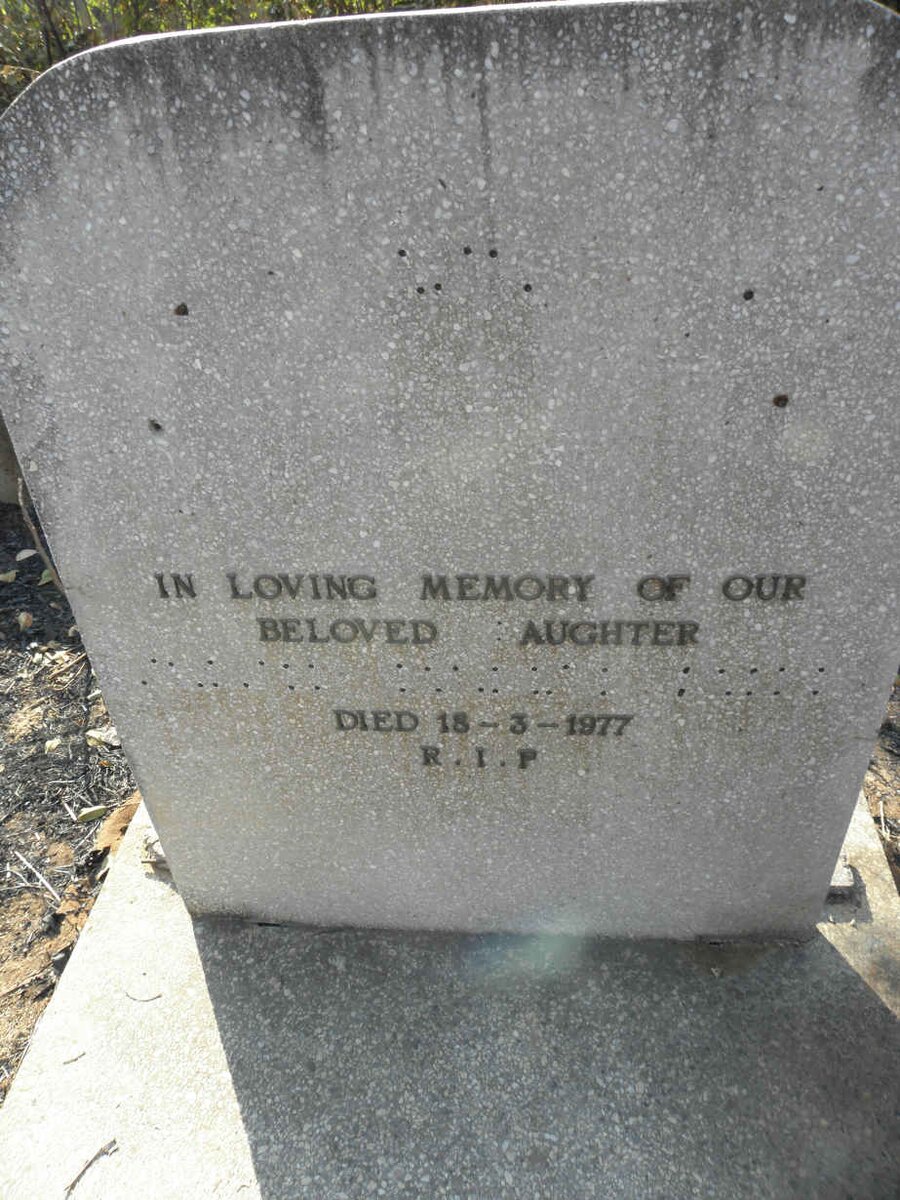 IN LOVING MEMORY OF OUR
BELOVED AUGHTER
DIED 18-3-1977
R.I.P